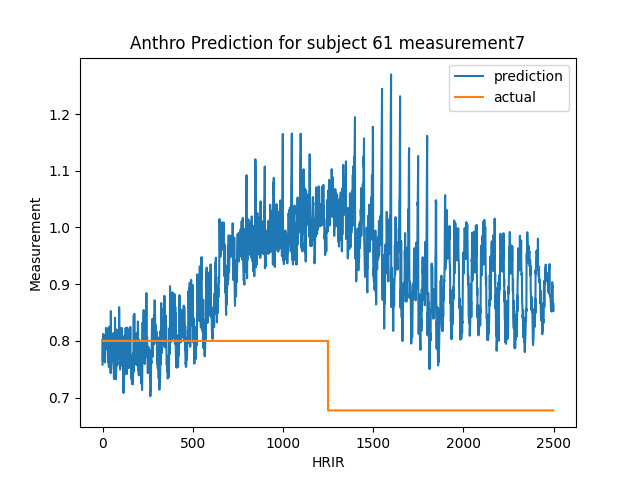 Anthro Prediction for subject 61 measurement7
prediction
actual
1.2
1.1
1.0
0.9
0.8
0.7
Measurement
0
500
1000
1500
2000
2500
HRIR